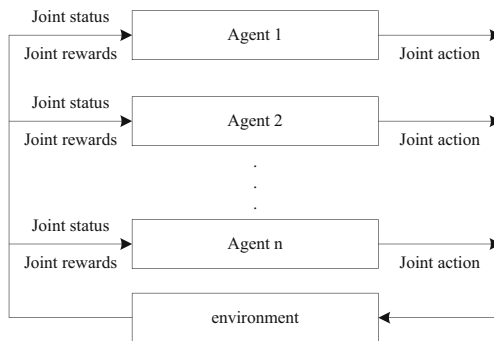 Joint status
Agent 1
Joint rewards
Joint action
Joint status
Agent 2
Joint rewards
Joint action
.
.
.
Joint status
Agent n
Joint rewards
Joint action
environment